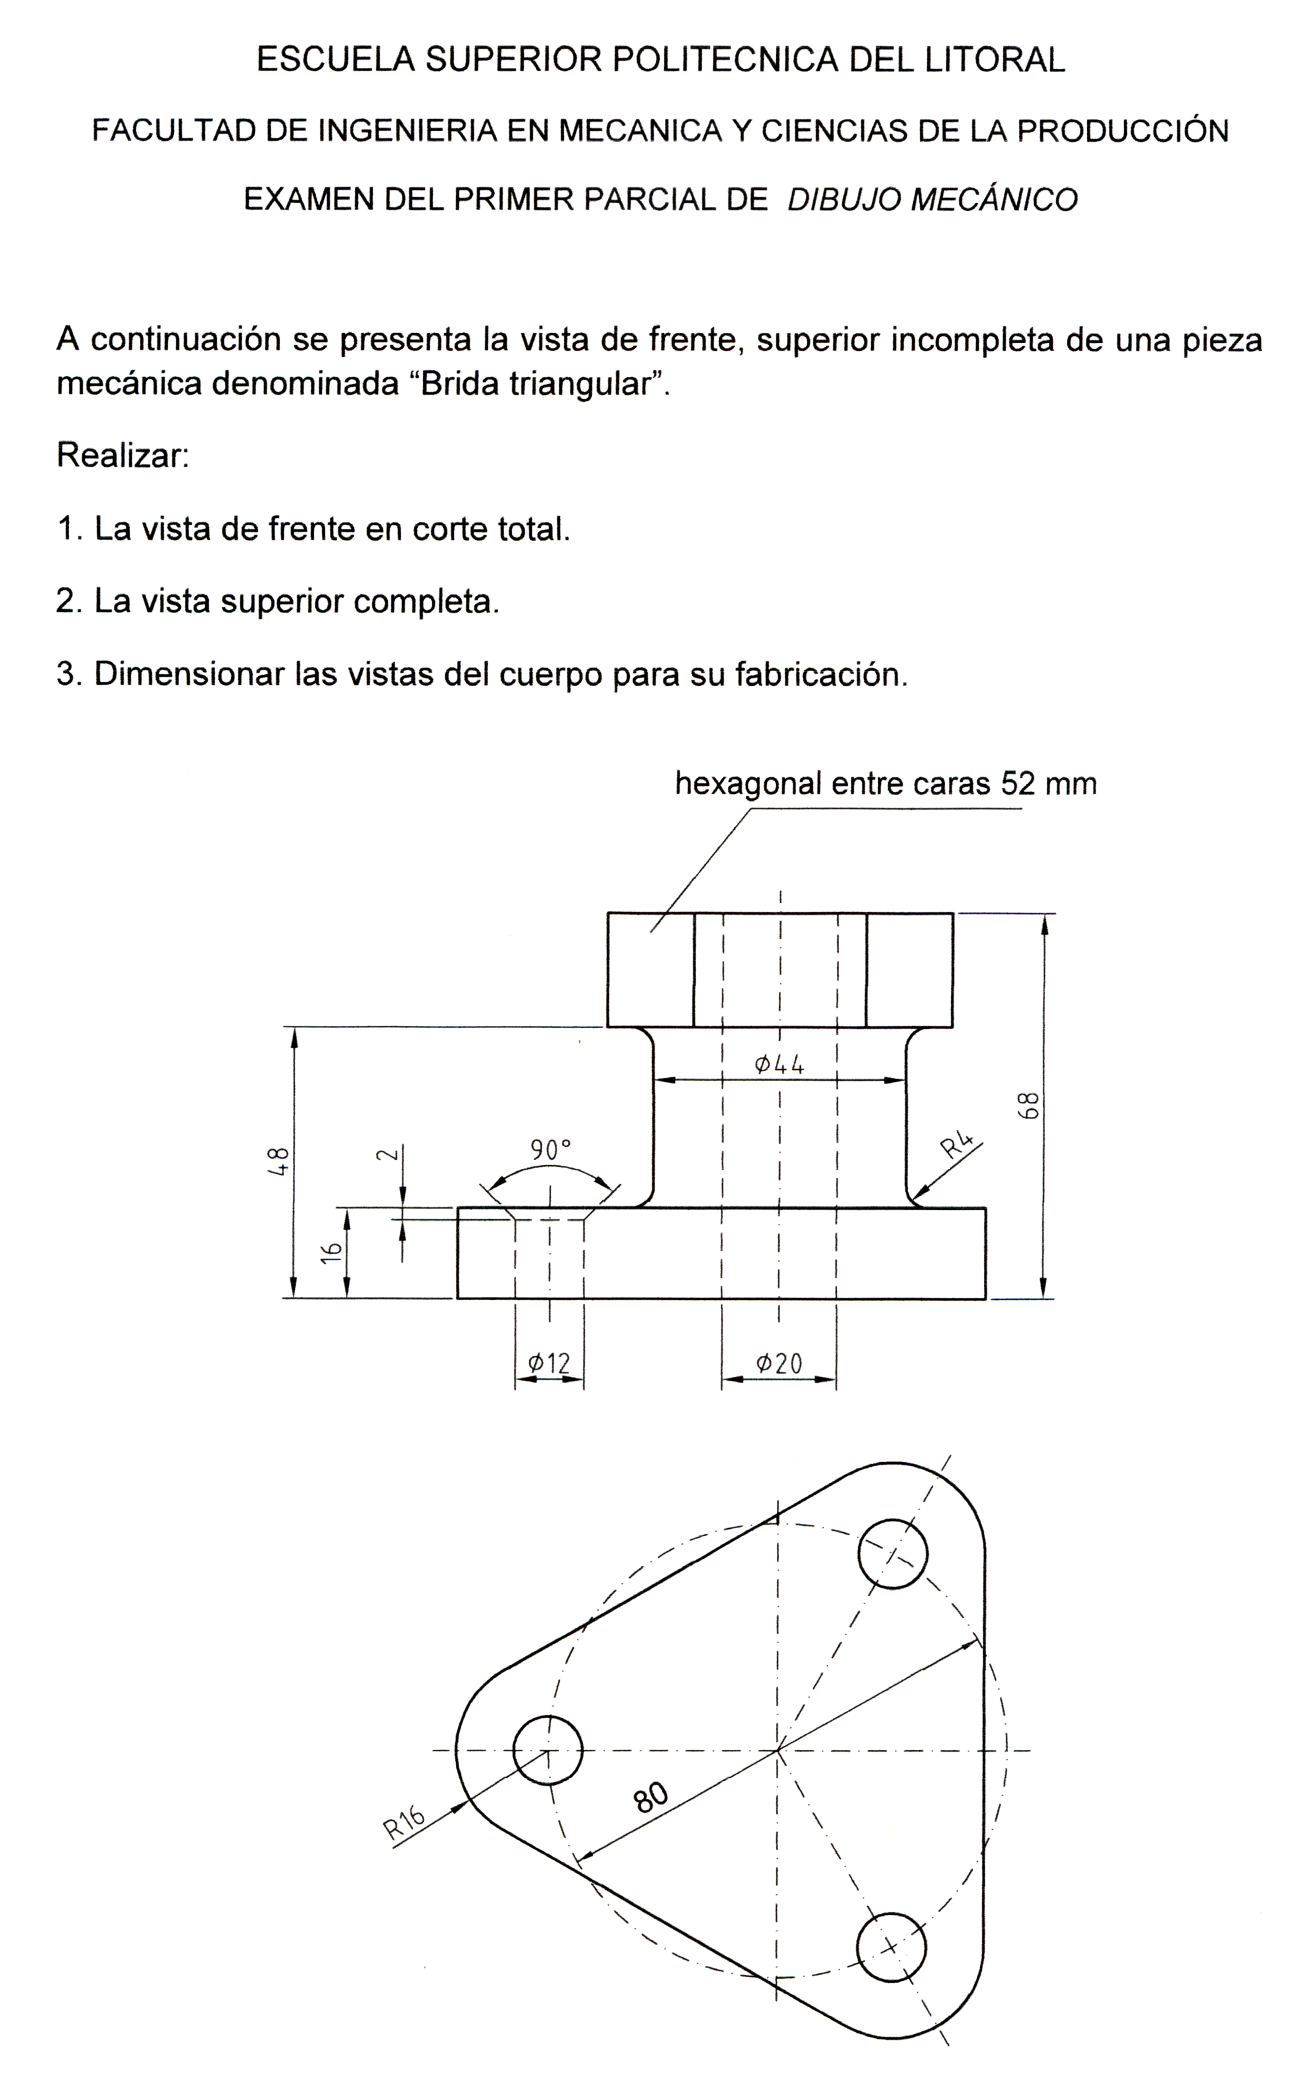 ESCUELA SUPERIOR POLITECNICA DEL LITORAL
FACULTAD DE INGENIERIA EN MECANICA Y CIENCIAS DE LA PRODUCCIÓN
EXAMEN DEL PRIMER PARCIAL DE DIBUJO MECÁNICO
A continuación se presenta la vista de frente, superior incompleta de una pieza
mecánica denominada “Brida triangular”.
Realizar:
1. La vista de frente en corte total.
2. La vista superior completa.
3. Dimensionar las vistas del cuerpo para su fabricación.
hexagonal entre caras 52 mm
Ø44
68
R4
90°
2
48
16
Ø12
Ø20
80
R16